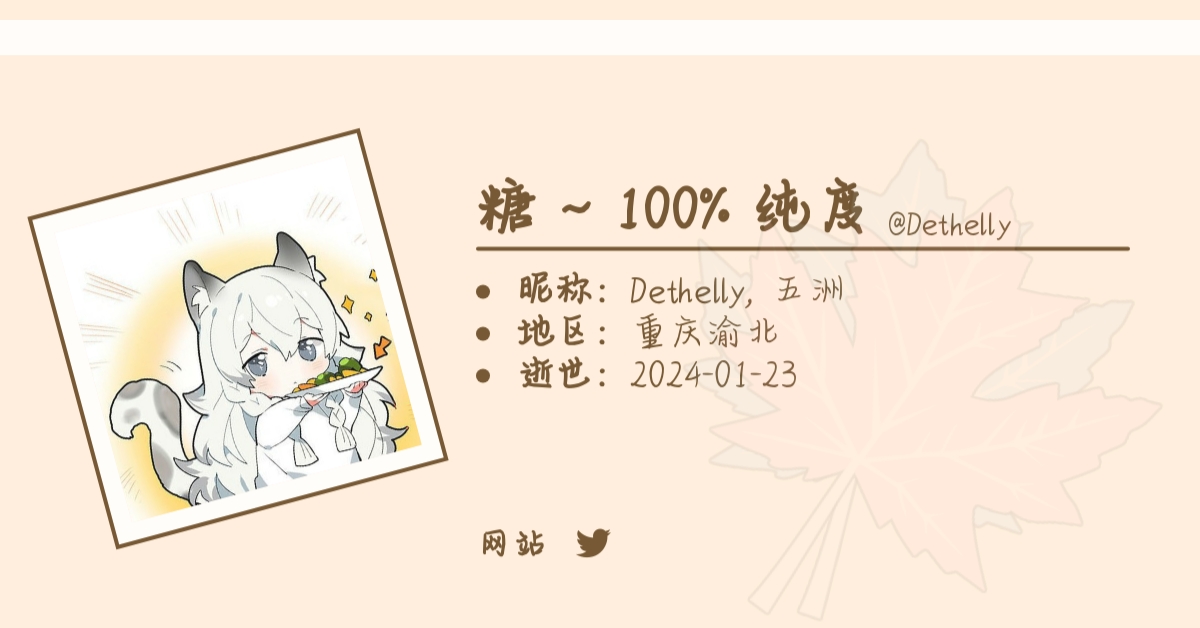 糖 ~ 100% 纯度 @Dethelly
• 昵称： Dethelly, 五洲
• 地区： 重庆渝北
• 逝世： 2024-01-23
网站